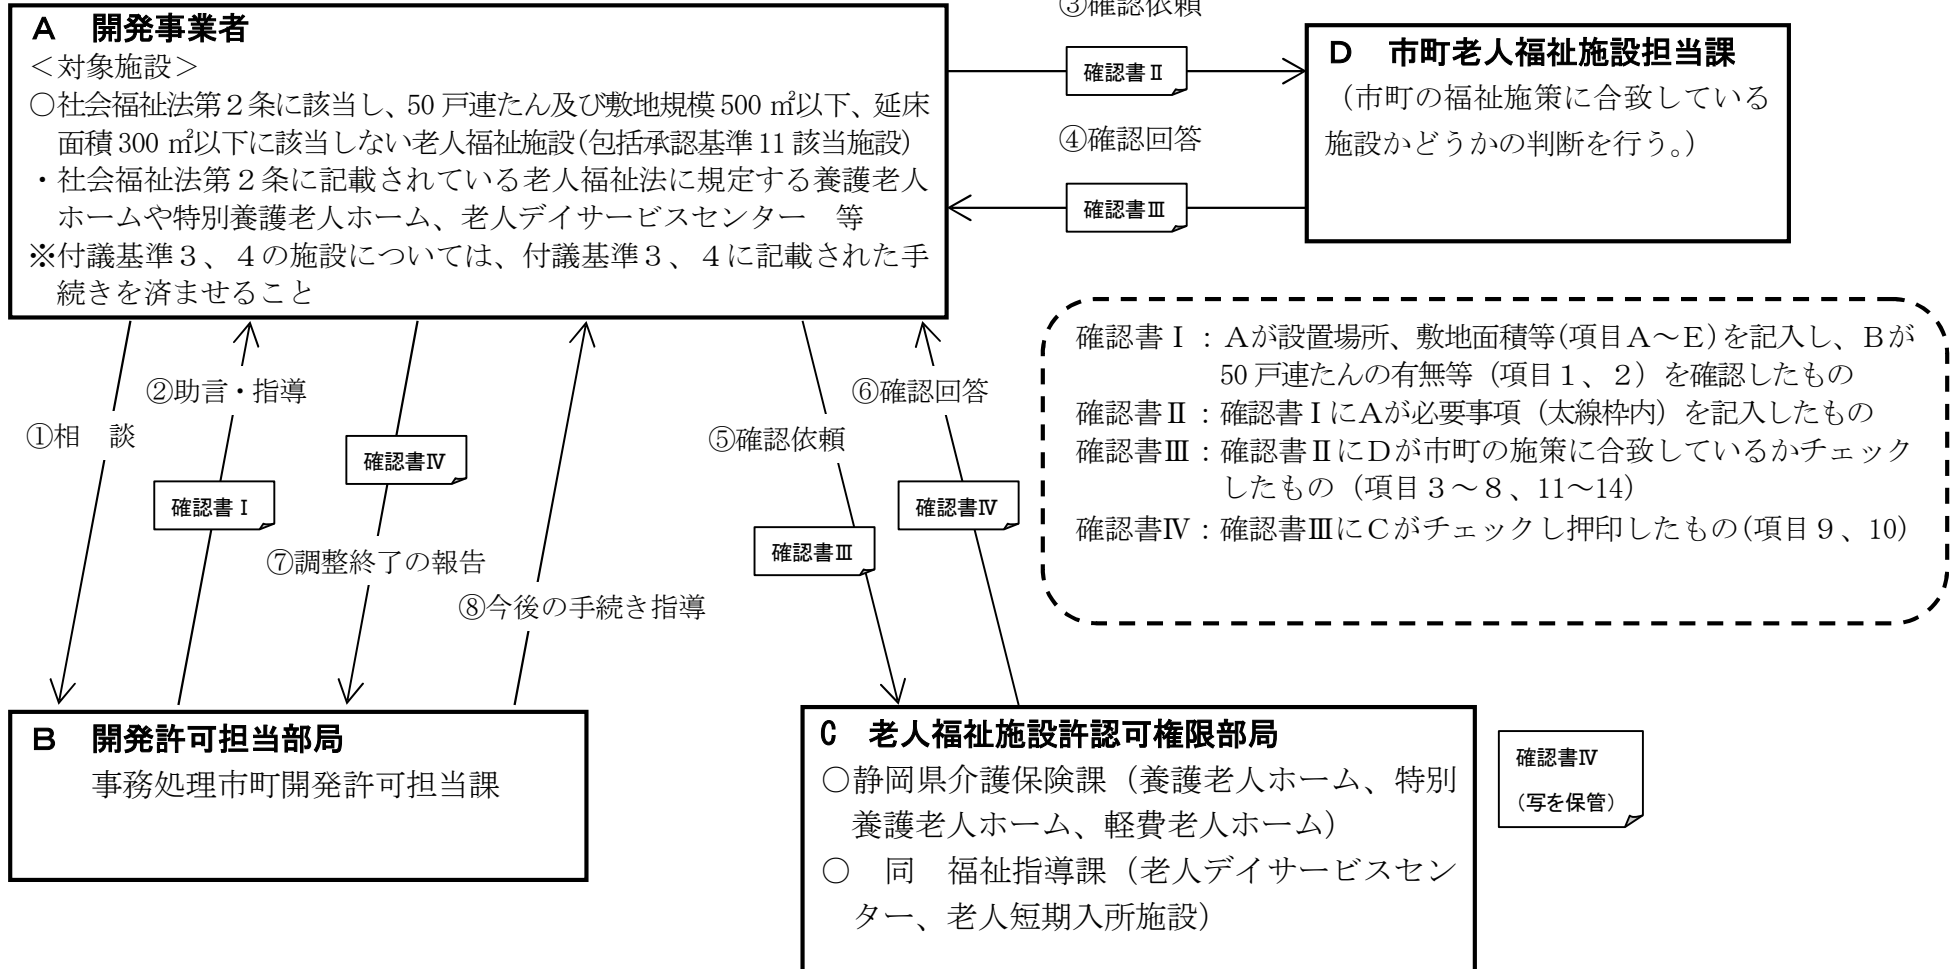 ③確認依頼
A 開発事業者
＜対象施設＞
○社会福祉法第２条に該当し、50 戸連たん及び敷地規模 500 ㎡以下、延床
面積 300 ㎡以下に該当しない老人福祉施設(包括承認基準 11 該当施設)
・社会福祉法第２条に記載されている老人福祉法に規定する養護老人
ホームや特別養護老人ホーム、老人デイサービスセンター　等
※付議基準３、４の施設については、付議基準３、４に記載された手
続きを済ませること
確認書Ⅱ
④確認回答
確認書Ⅲ
D 市町老人福祉施設担当課
（市町の福祉施策に合致している
施設かどうかの判断を行う。）
①相　談
②助言・指導
確認書Ⅰ
確認書Ⅳ
⑦調整終了の報告
⑧今後の手続き指導
⑤確認依頼
確認書Ⅲ
⑥確認回答
確認書Ⅳ
確認書Ⅰ：Ａが設置場所、敷地面積等(項目Ａ～Ｅ)を記入し、Ｂが
50 戸連たんの有無等（項目１、２）を確認したもの
確認書Ⅱ：確認書ⅠにＡが必要事項（太線枠内）を記入したもの
確認書Ⅲ：確認書ⅡにＤが市町の施策に合致しているかチェック
したもの（項目３～８、11～14）
確認書Ⅳ：確認書ⅢにＣがチェックし押印したもの(項目９、10)
B 開発許可担当部局
事務処理市町開発許可担当課
C 老人福祉施設許認可権限部局
○静岡県介護保険課（養護老人ホーム、特別
養護老人ホーム、軽費老人ホーム）
○　同　福祉指導課（老人デイサービスセン
ター、老人短期入所施設）
確認書Ⅳ
（写を保管）